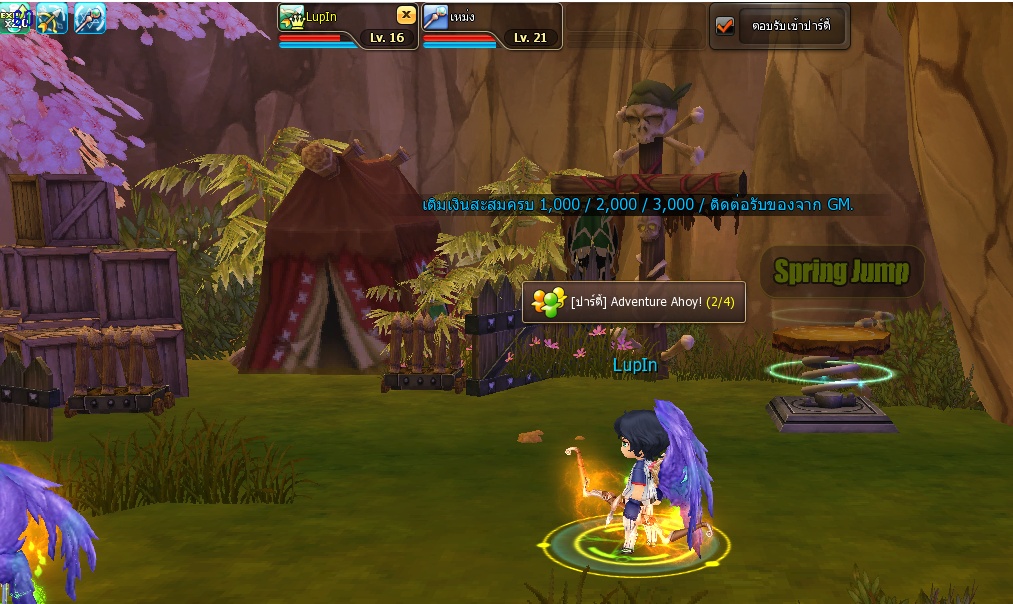 LupIn
Lv. 16
เหม่ง
Lv. 21
ตอบรับเข้าปาร์ตี้
เติมเงินสะสมครบ 1,000 / 2,000 / 3,000 / ติดต่อรับของจาก GM.
Spring Jump
[ปาร์ตี้] Adventure Ahoy! (2/4)
LupIn